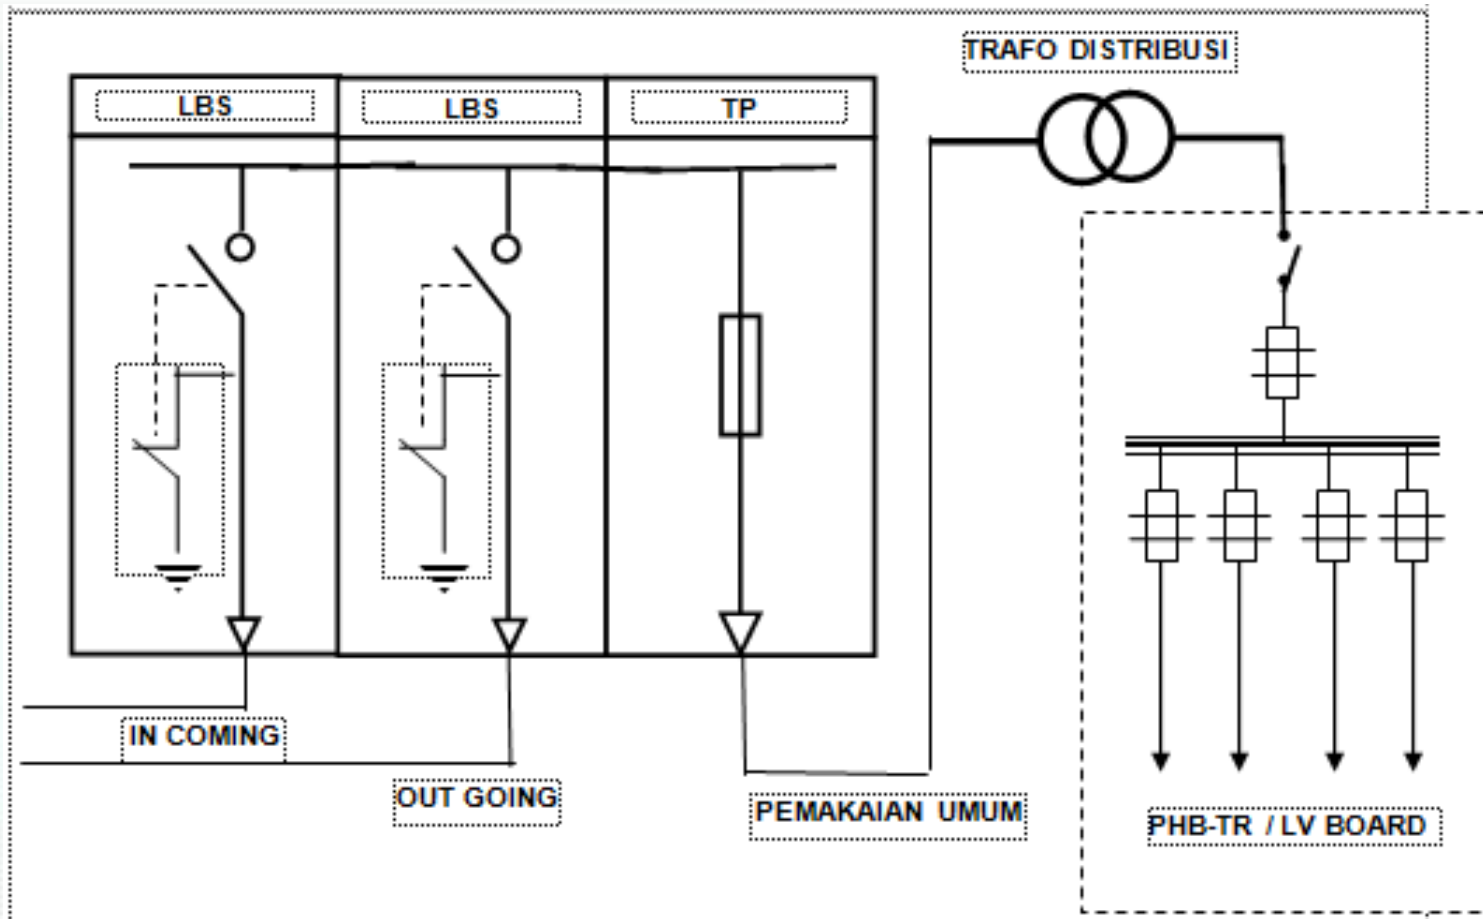 TRAFO DISTRIBUSI
LBS
LBS
TP
IN COMING
OUT GOING
PEMAKAIAN UMUM
PHB-TR / LV BOARD